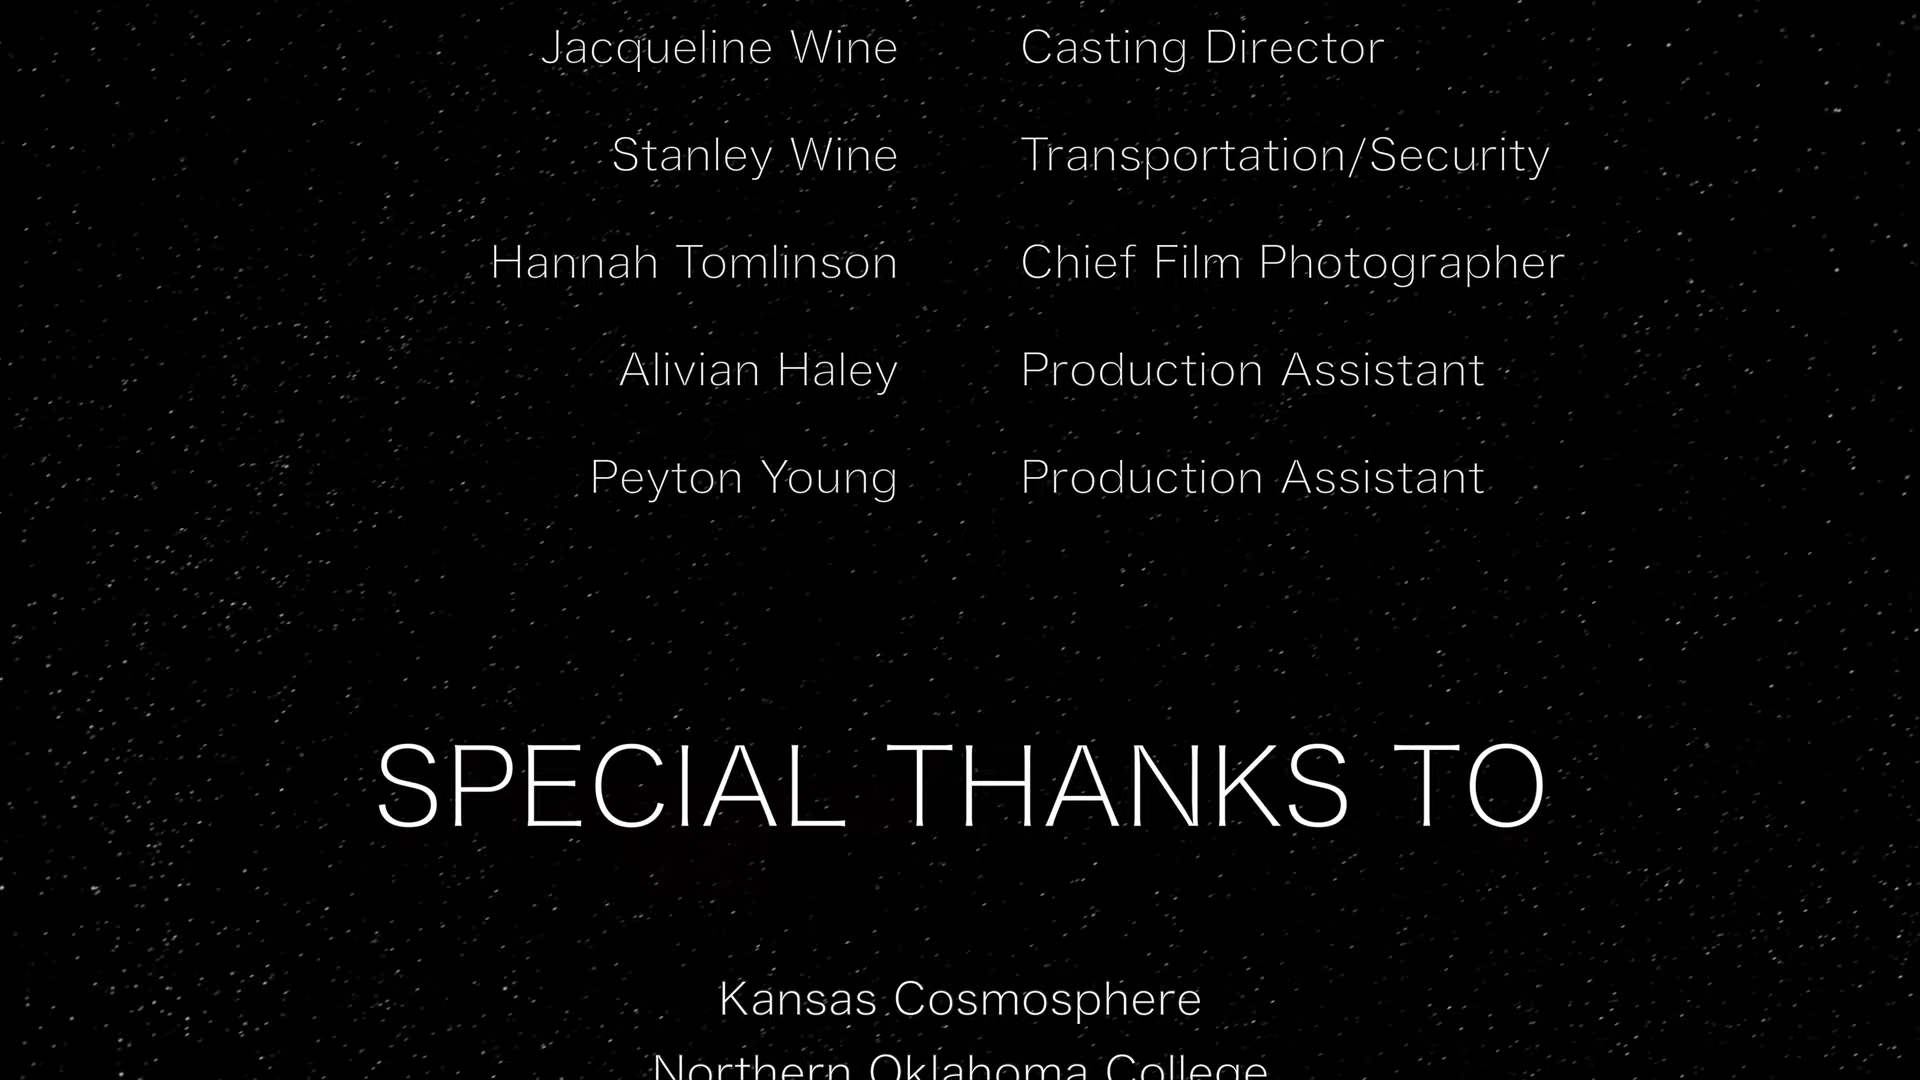 Jacqueline Wine Casting Director
Stanley Wine Transportation/Security
Hannah Tomlinson Chief Film Photographer
Alivian Haley Production Assistant
Peyton Young Production Assistant
SPECIAL THANKS TO
Kansas Cosmosphere
Northern Oklahoma College